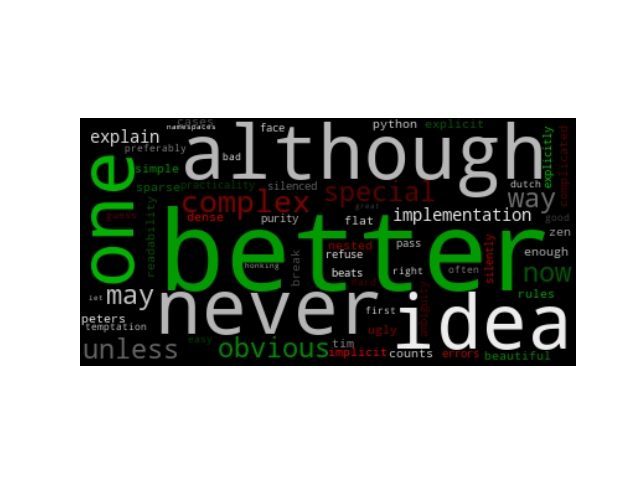 cases
namespaces
face
python explicit
explain
although
preferably
bad
explicitly
complicated
one
simple
sparse
practicality
silenced
special
dutch
way
complex
great
guess
dense
purity
flat
implementation
good
readability
better
zen
nested
pass
refuse
silently
enough
honking
break
beats
right
often
now
hard
ambiguity
let
may
never
first
idea
rules
peters
temptation
ugly
unless
easy
obvious
tim
implicit
counts
errors
beautiful